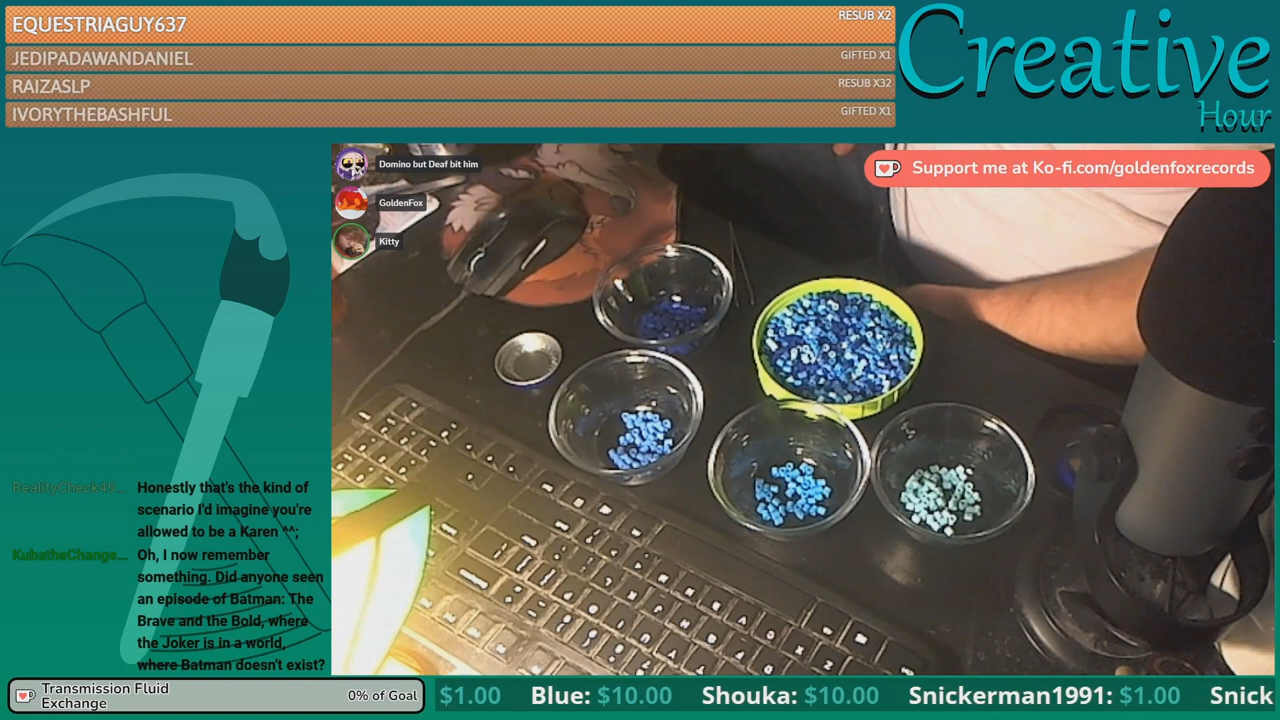 EQUESTRIAGUY637 RESUB X2
JEDIPADAWANDANIEL GIFTED X1
RAIZASLP RESUB X32
IVORYTHEBASHFUL GIFTED X1
Creative
Hour
Domino but Deaf bit him
GoldenFox
Kitty
Support me at Ko-fi.com/goldenfoxrecords
RealityCheck49... Honestly that's the kind of
scenario I'd imagine you're
allowed to be a Karen ^^;
KubatheChange... Oh, I now remember
something. Did anyone seen
an episode of Batman: The
Brave and the Bold, where
the Joker is in a world,
where Batman doesn't exist?
Transmission Fluid
Exchange
0% of Goal
$1.00 Blue: $10.00 Shouka: $10.00 Snickerman1991: $1.00 Snick